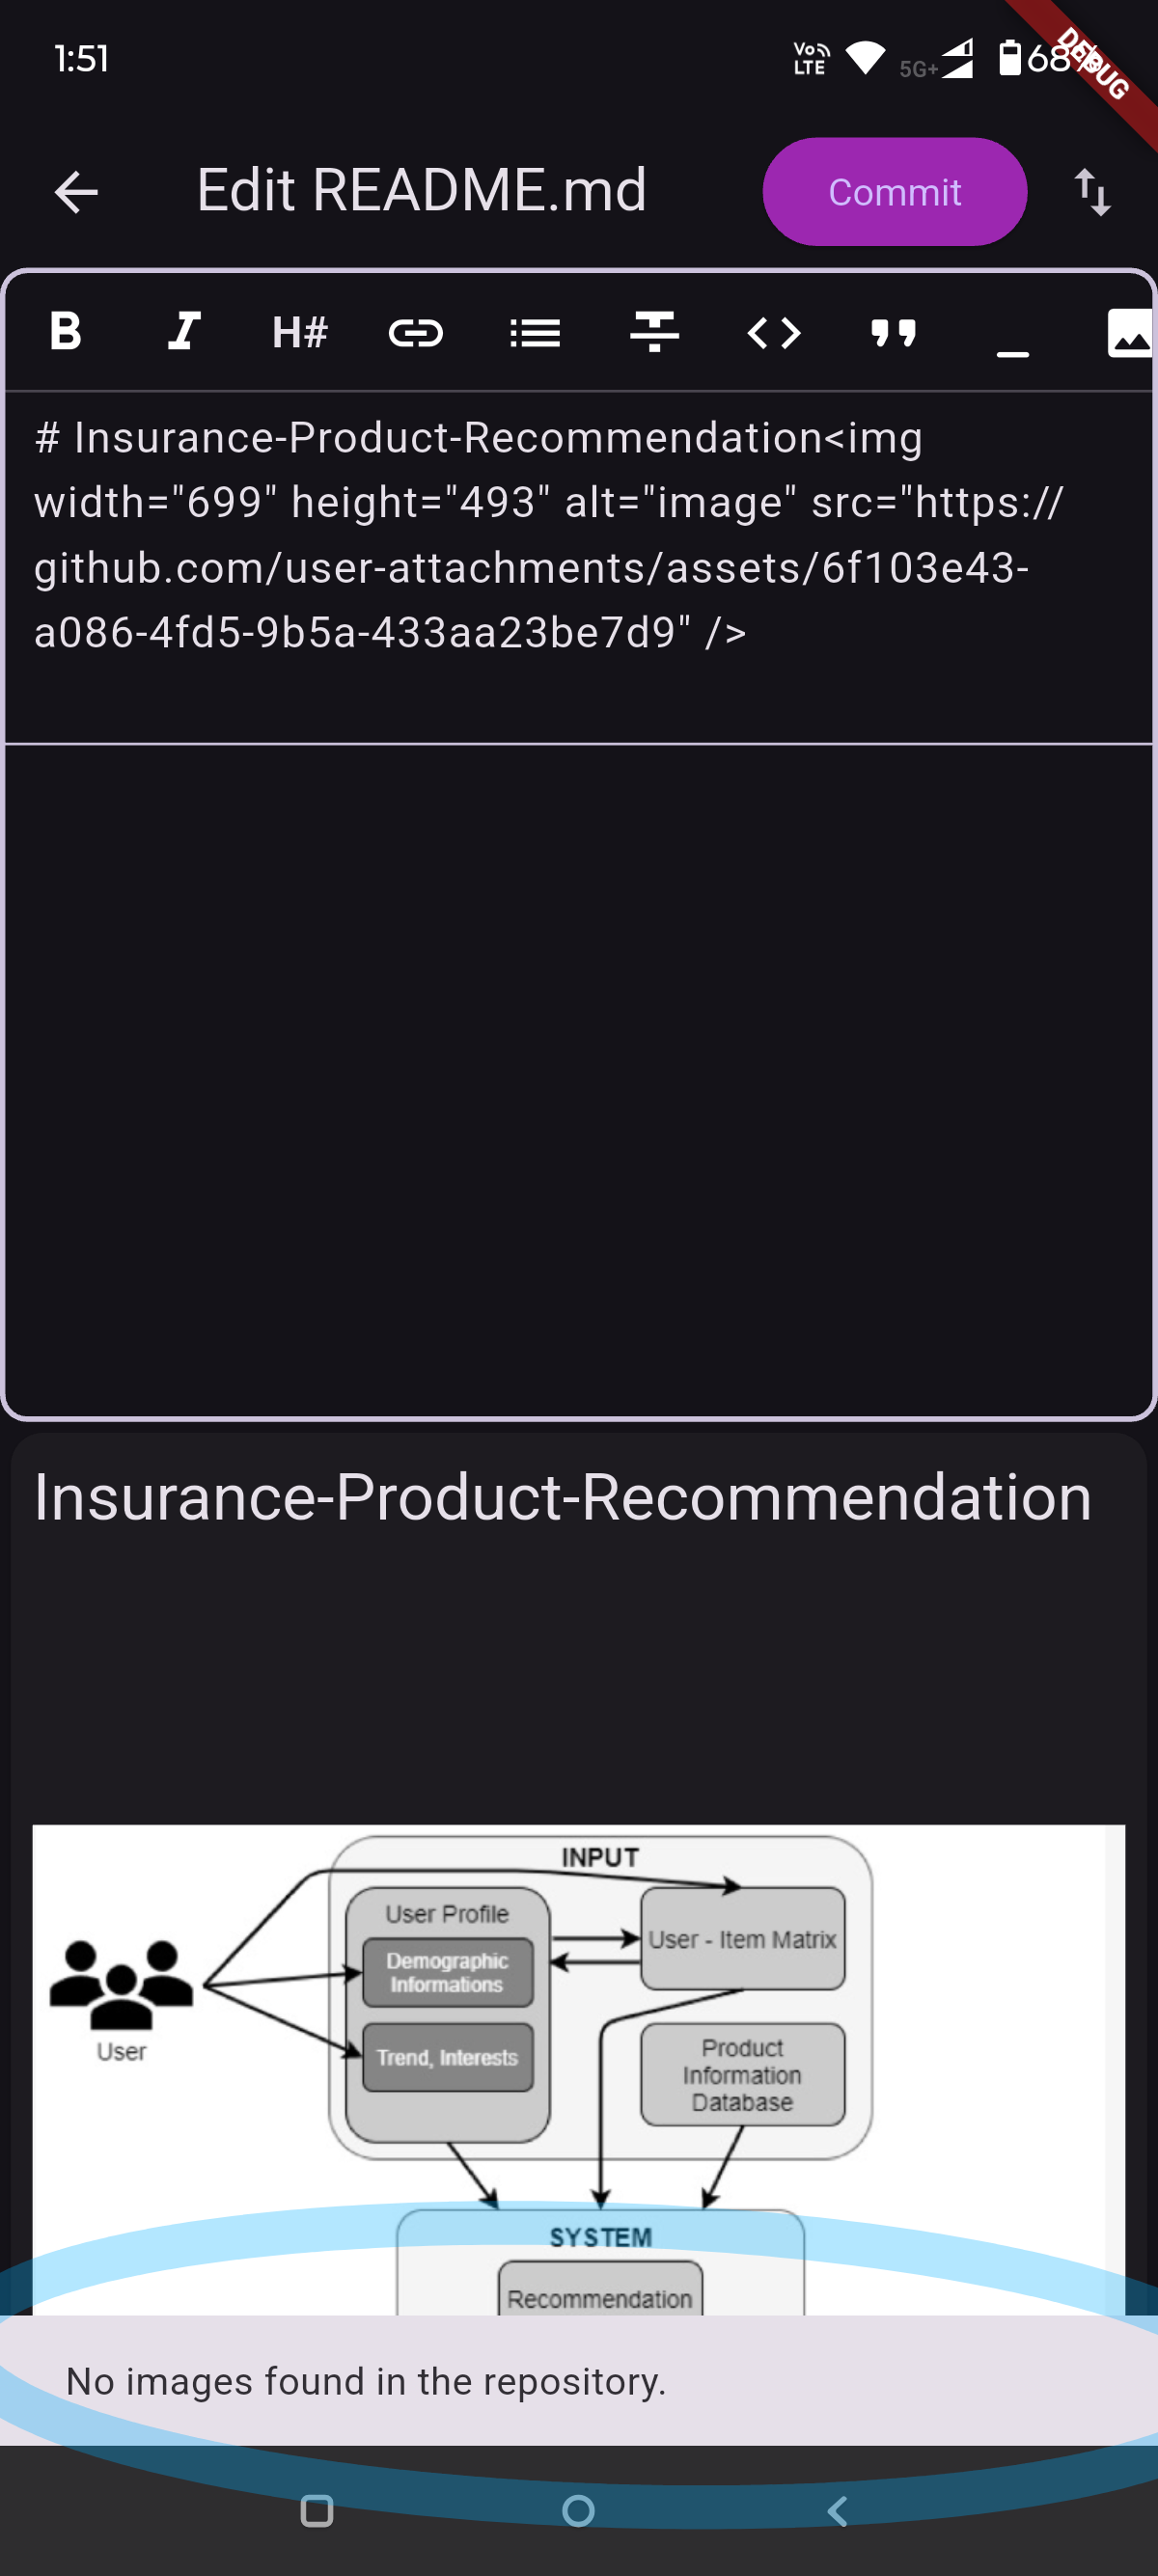 1:51
Vo LTE
5G+
68%
DEBUG
Edit README.md
Commit
B I H#
# Insurance-Product-Recommendation<img
width="699" height="493" alt="image" src="https://
github.com/user-attachments/assets/6f103e43-
a086-4fd5-9b5a-433aa23be7d9" />
Insurance-Product-Recommendation
INPUT
User Profile
Demographic
Informations
Trend, Interests
User - Item Matrix
Product
Information
Database
User
SYSTEM
Recommendation
No images found in the repository.